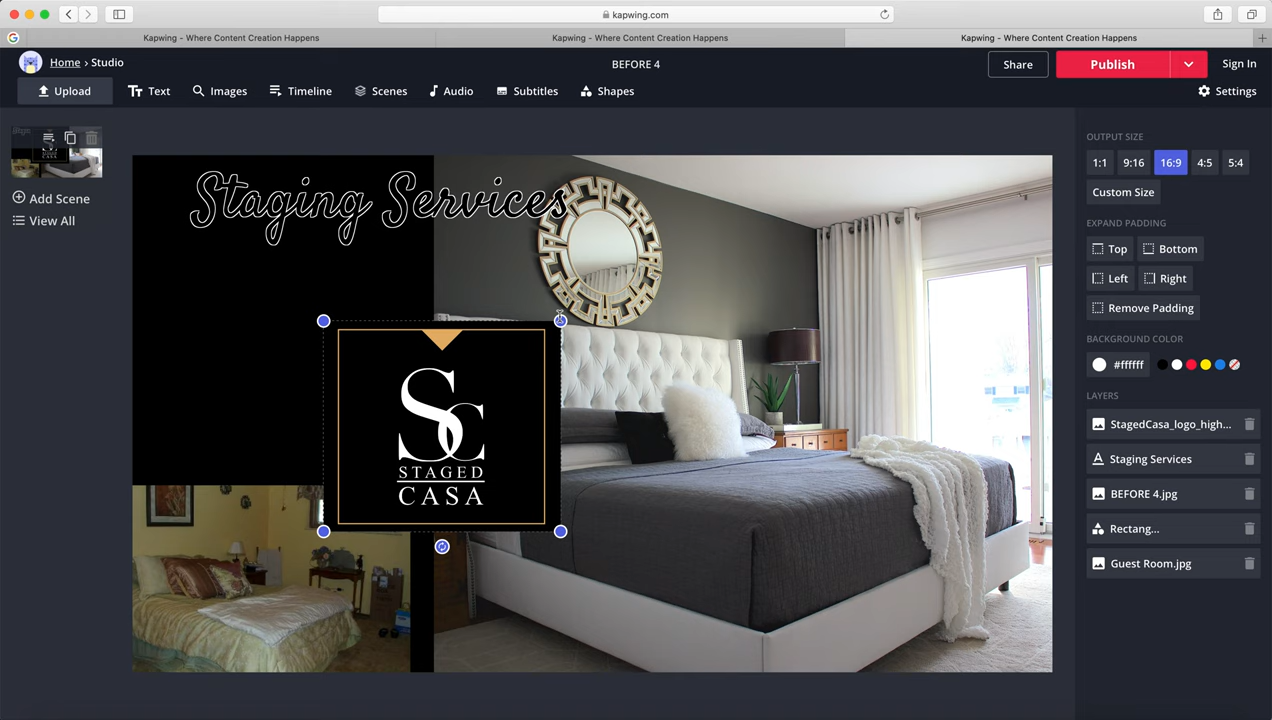 kapwing.com
Kapwing - Where Content Creation Happens
Kapwing - Where Content Creation Happens
Kapwing - Where Content Creation Happens
Home › Studio
BEFORE 4
Share
Publish
Sign In
Upload
Text
Images
Timeline
Scenes
Audio
Subtitles
Shapes
Settings
Add Scene
View All
Staging Services
SC
STAGED
CASA
OUTPUT SIZE
1:1
9:16
16:9
4:5
5:4
Custom Size
EXPAND PADDING
Top
Bottom
Left
Right
Remove Padding
BACKGROUND COLOR
#ffffff
LAYERS
StagedCasa_logo_high...
Staging Services
BEFORE 4.jpg
Rectang...
Guest Room.jpg